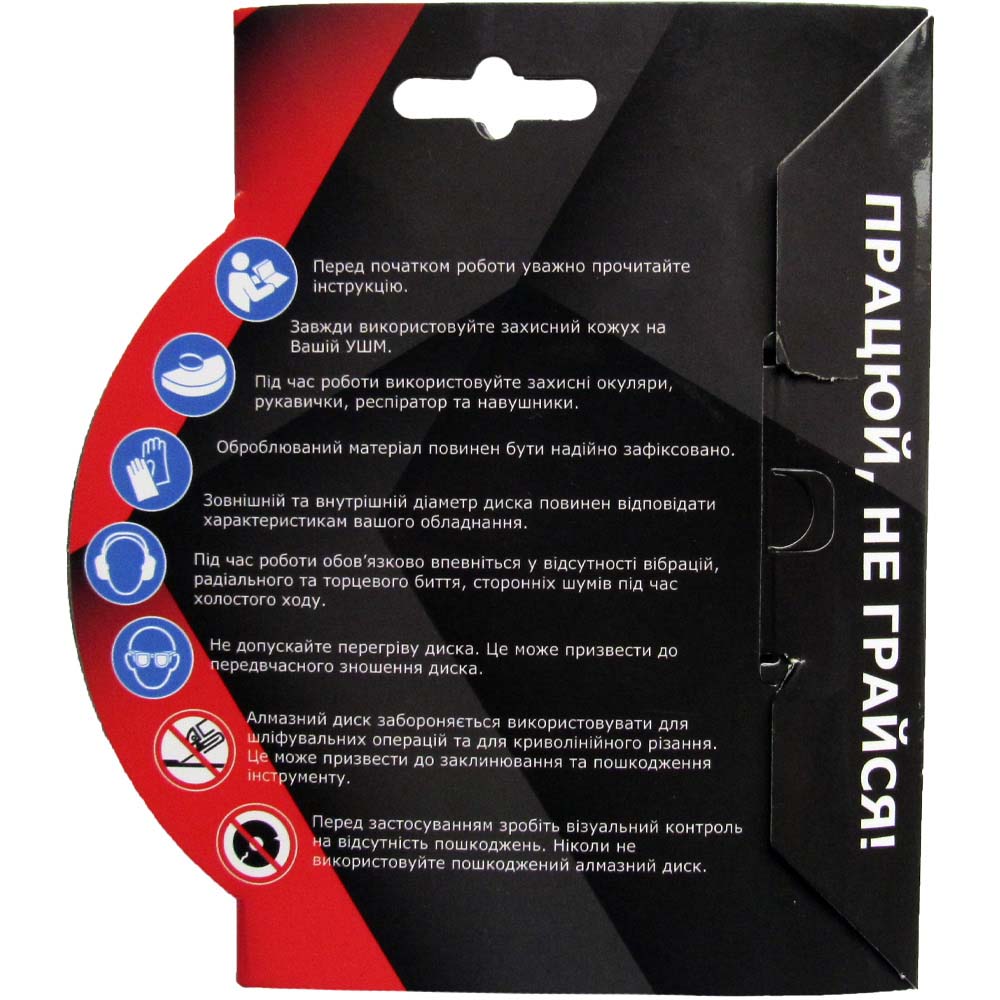 Перед початком роботи уважно прочитайте
інструкцію.
Завжди використовуйте захисний кожух на
Вашій УШМ.
Під час роботи використовуйте захисні окуляри,
рукавички, респіратор та навушники.
Оброблюваний матеріал повинен бути надійно зафіксовано.
Зовнішній та внутрішній діаметр диска повинен відповідати
характеристикам вашого обладнання.
Під час роботи обов’язково впевніться у відсутності вібрацій,
радіального та торцевого биття, сторонніх шумів під час
холостого ходу.
Не допускайте перегріву диска. Це може призвести до
передчасного зношення диска.
Алмазний диск забороняється використовувати для
шліфувальних операцій та для криволінійного різання.
Це може призвести до заклинювання та пошкодження
інструменту.
Перед застосуванням зробіть візуальний контроль
на відсутність пошкоджень. Ніколи не
використовуйте пошкоджений алмазний диск.
ПРАЦЮЙ, НЕ ГРАЙСЯ!